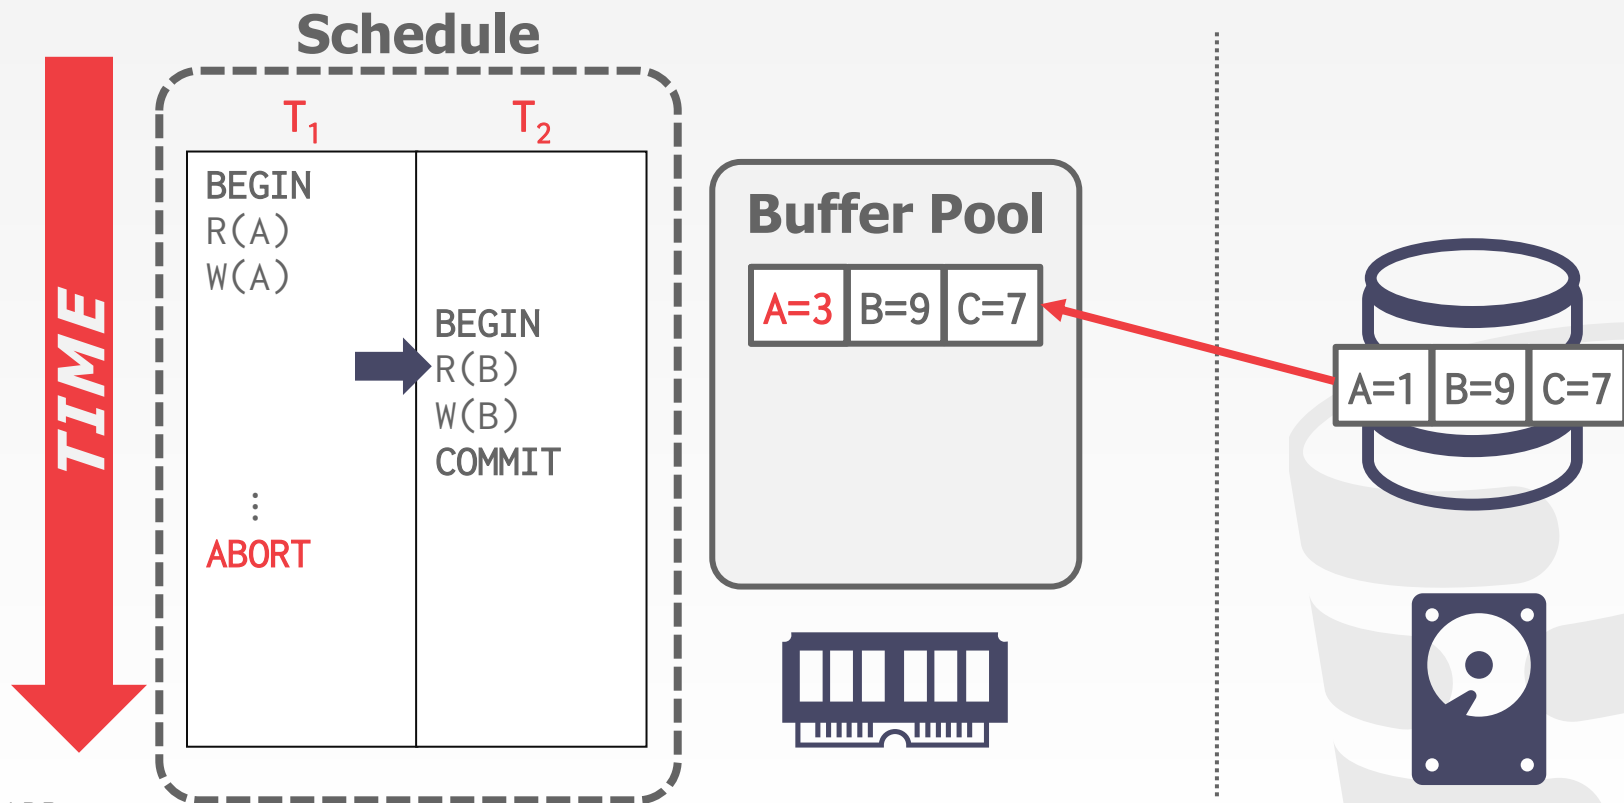 Schedule
TIME
T1 T2
BEGIN
R(A)
W(A)
BEGIN
R(B)
W(B)
COMMIT
⋮
ABORT
Buffer Pool
A=3 B=9 C=7
A=1 B=9 C=7